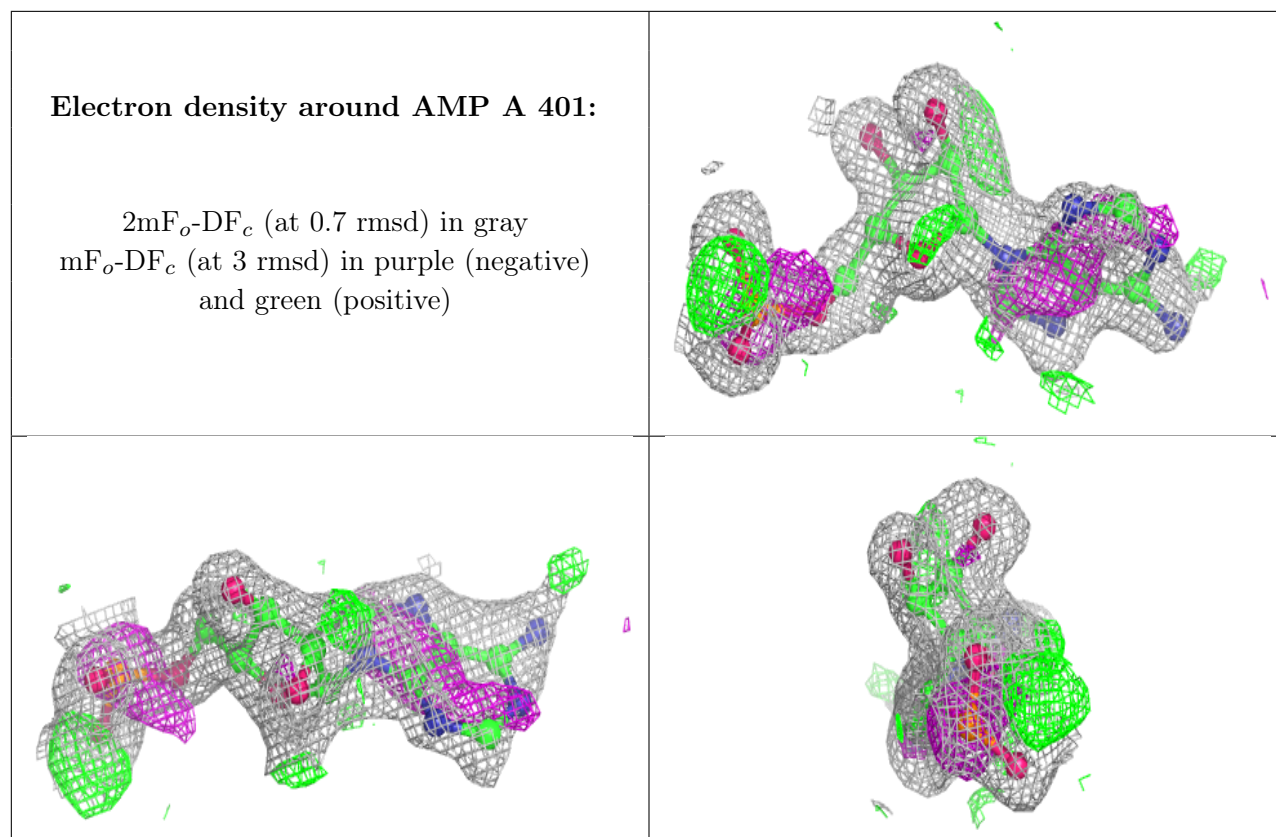 Electron density around AMP A 401:
2mFo-DFc (at 0.7 rmsd) in gray
mFo-DFc (at 3 rmsd) in purple (negative)
and green (positive)